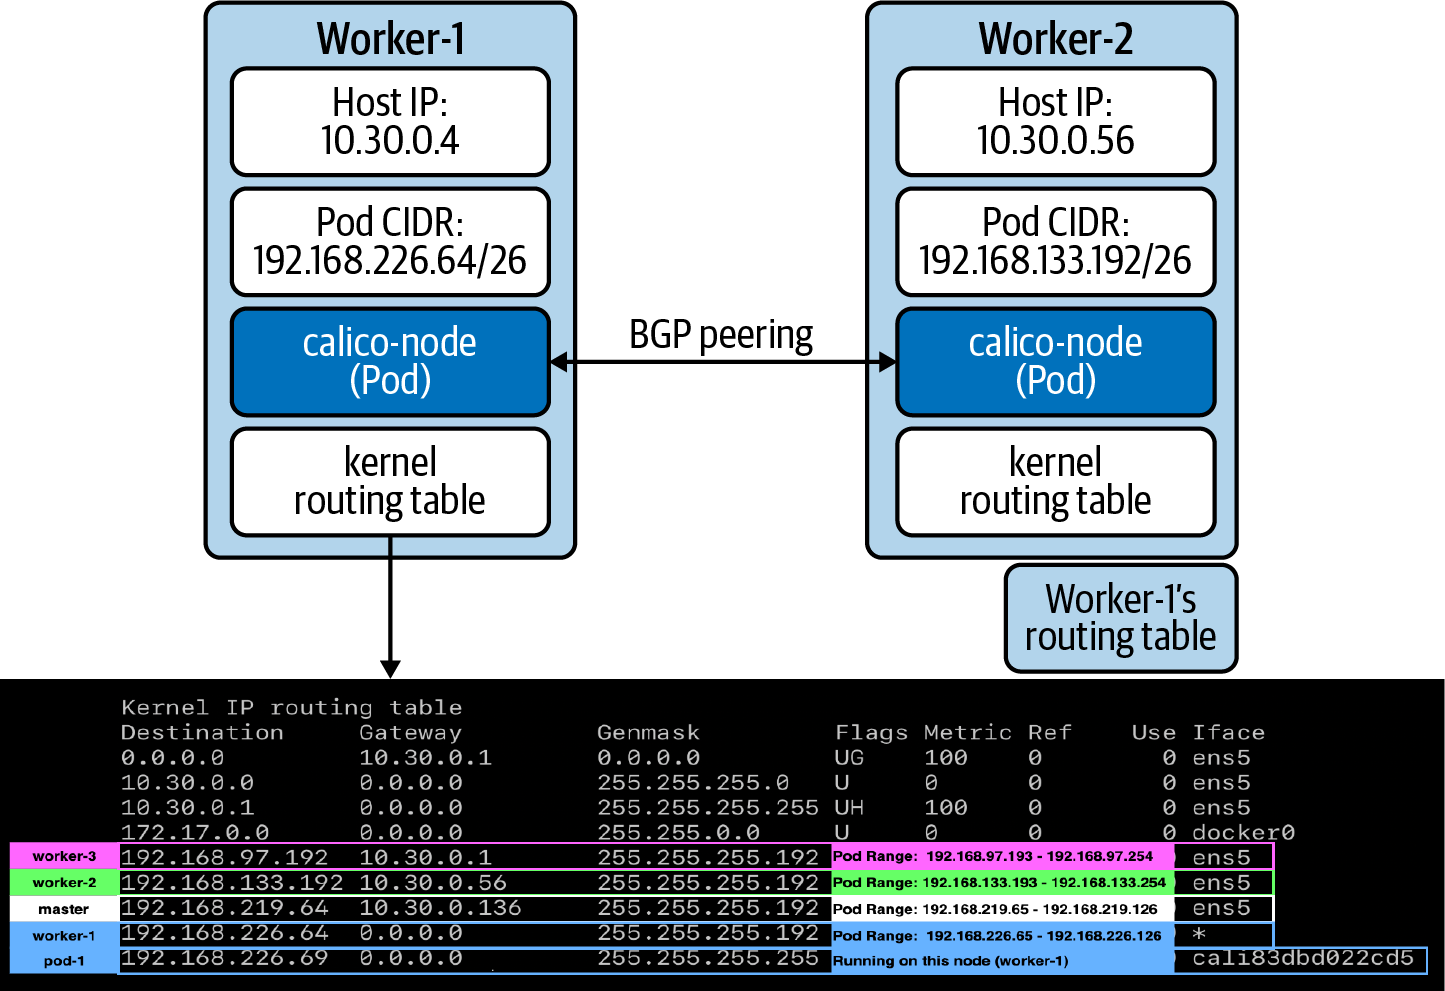 Worker-1
Host IP:
10.30.0.4
Pod CIDR:
192.168.226.64/26
calico-node
(Pod)
kernel
routing table
BGP peering
Worker-2
Host IP:
10.30.0.56
Pod CIDR:
192.168.133.192/26
calico-node
(Pod)
kernel
routing table
Worker-1's
routing table
Kernel IP routing table
Destination Gateway Genmask Flags Metric Ref Use Iface
0.0.0.0 10.30.0.1 0.0.0.0 UG 100 0 0 ens5
10.30.0.0 0.0.0.0 255.255.255.0 U 0 0 0 ens5
10.30.0.1 0.0.0.0 255.255.255.255 UH 100 0 0 ens5
172.17.0.0 0.0.0.0 255.255.0.0 U 0 0 0 docker0
worker-3 192.168.97.192 10.30.0.1 255.255.255.192 Pod Range: 192.168.97.193 - 192.168.97.254 ens5
worker-2 192.168.133.192 10.30.0.56 255.255.255.192 Pod Range: 192.168.133.193 - 192.168.133.254 ens5
master 192.168.219.64 10.30.0.136 255.255.255.192 Pod Range: 192.168.219.65 - 192.168.219.126 ens5
worker-1 192.168.226.64 0.0.0.0 255.255.255.192 Pod Range: 192.168.226.65 - 192.168.226.126 *
pod-1 192.168.226.69 0.0.0.0 255.255.255.255 Running on this node (worker-1) cali83dbd022cd5